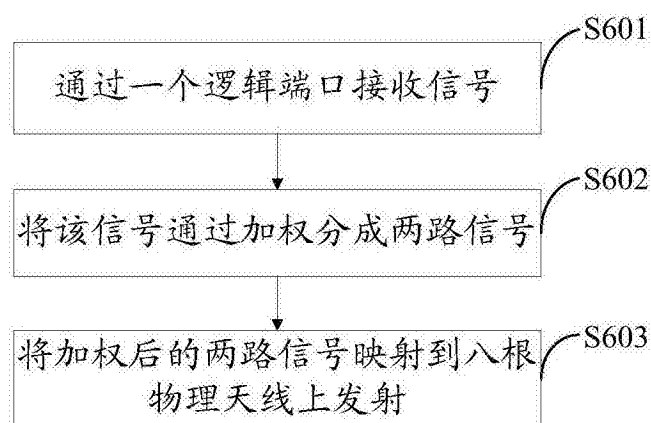 S601
通过一个逻辑端口接收信号
S602
将该信号通过加权分成两路信号
S603
将加权后的两路信号映射到八根
物理天线上发射